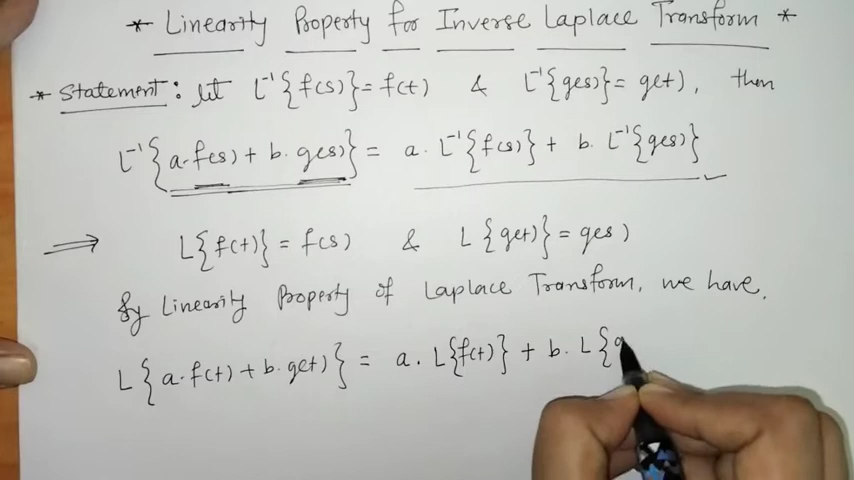 * Linearity Property for Inverse Laplace Transform *
* Statement: let L⁻¹{f(s)} = f(t) & L⁻¹{g(s)} = g(t), then
L⁻¹{a.f(s) + b.g(s)} = a.L⁻¹{f(s)} + b.L⁻¹{g(s)}
⟹ L{f(t)} = f(s) & L{g(t)} = g(s)
By Linearity Property of Laplace Transform, we have,
L{a.f(t) + b.g(t)} = a.L{f(t)} + b.L{g